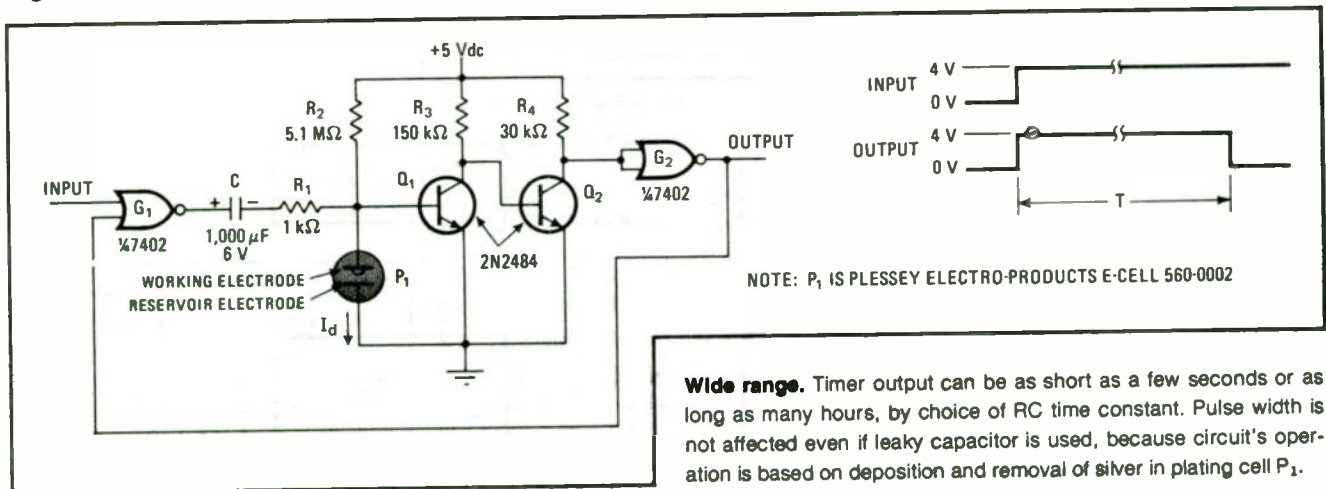 +5 Vdc
R₂
5.1 MΩ
R₃
150 kΩ
R₄
30 kΩ
INPUT
G₁
¼7402
+ C −
1,000 μF
6 V
R₁
1 kΩ
Q₁
Q₂
2N2484
G₂
¼7402
OUTPUT
WORKING ELECTRODE
RESERVOIR ELECTRODE
P₁
I_d
INPUT
4 V
0 V
OUTPUT
4 V
0 V
T
NOTE: P₁ IS PLESSEY ELECTRO-PRODUCTS E-CELL 560-0002
Wide range. Timer output can be as short as a few seconds or as
long as many hours, by choice of RC time constant. Pulse width is
not affected even if leaky capacitor is used, because circuit's oper-
ation is based on deposition and removal of silver in plating cell P₁.